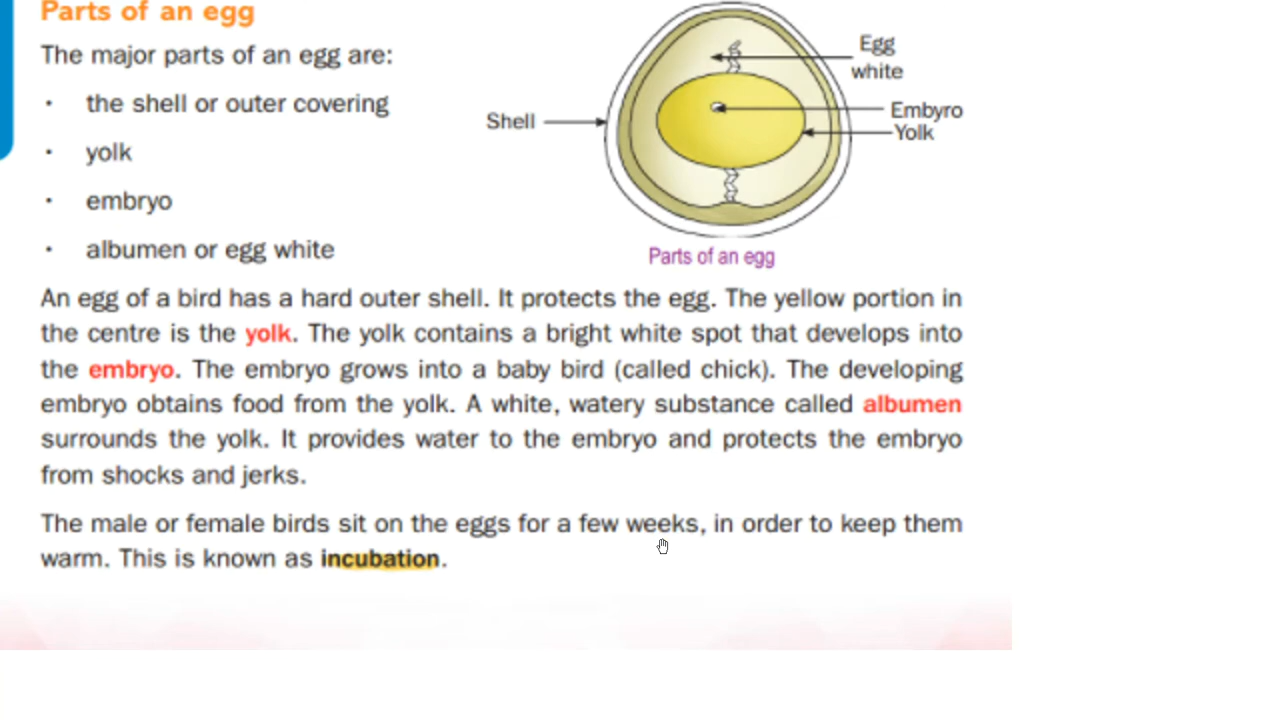 Parts of an egg
The major parts of an egg are:
· the shell or outer covering
· yolk
· embryo
· albumen or egg white
Egg
white
Shell
Embyro
Yolk
Parts of an egg
An egg of a bird has a hard outer shell. It protects the egg. The yellow portion in
the centre is the yolk. The yolk contains a bright white spot that develops into
the embryo. The embryo grows into a baby bird (called chick). The developing
embryo obtains food from the yolk. A white, watery substance called albumen
surrounds the yolk. It provides water to the embryo and protects the embryo
from shocks and jerks.
The male or female birds sit on the eggs for a few weeks, in order to keep them
warm. This is known as incubation.